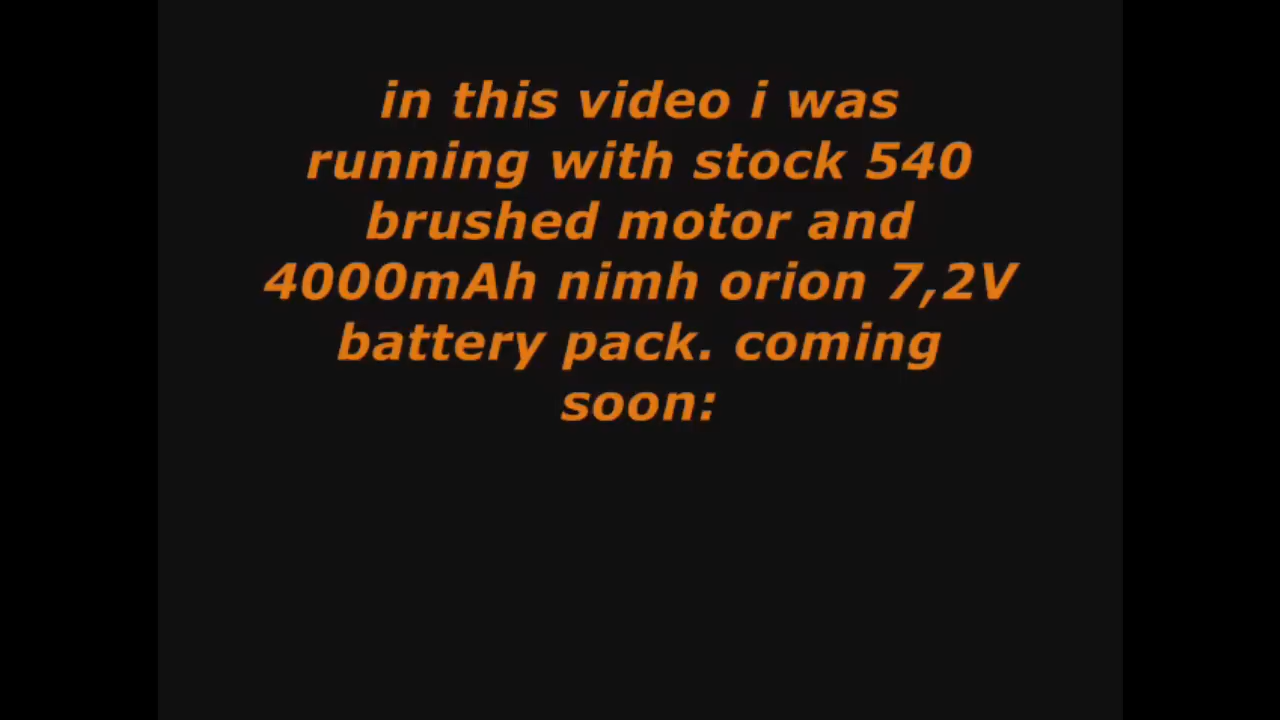 in this video i was
running with stock 540
brushed motor and
4000mAh nimh orion 7,2V
battery pack. coming
soon: